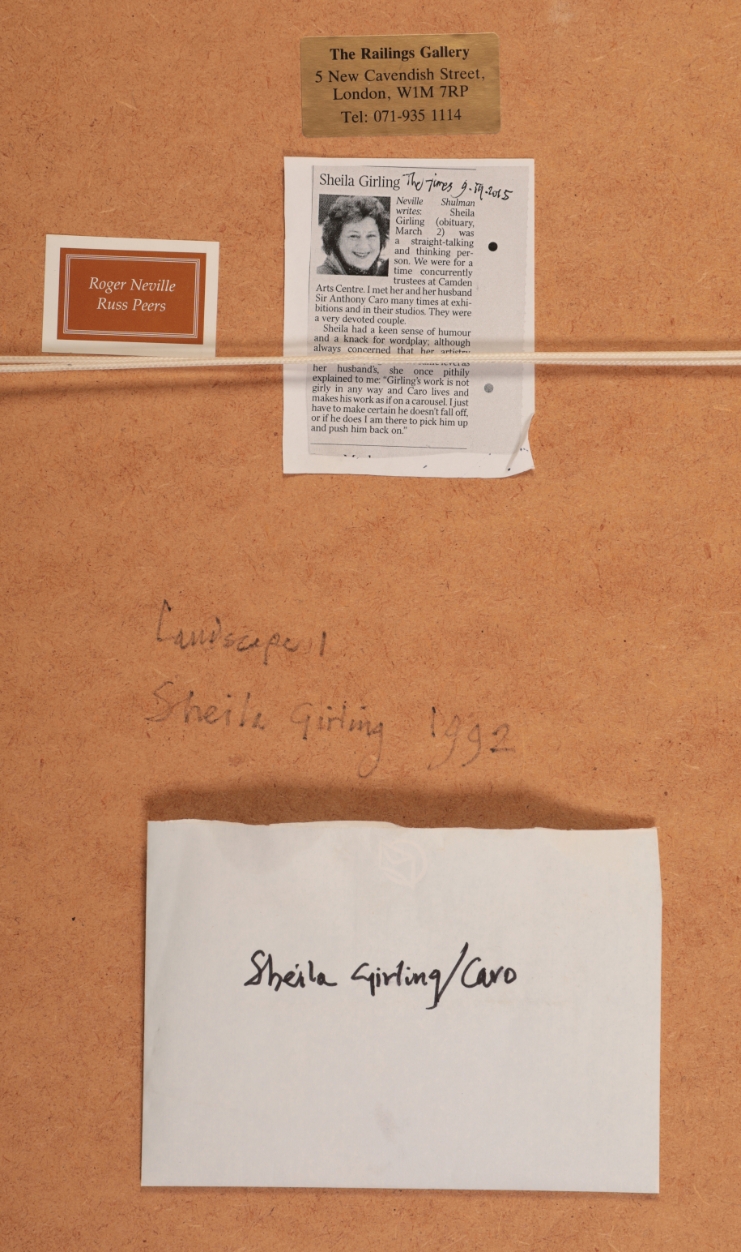 The Railings Gallery
5 New Cavendish Street,
London, W1M 7RP
Tel: 071-935 1114
Sheila Girling The Times 9.III.2015
Neville Shulman
writes: Sheila
Girling (obituary,
March 2) was
a straight-talking
and thinking per-
son. We were for a
time concurrently
trustees at Camden
Arts Centre. I met her and her husband
Sir Anthony Caro many times at exhi-
bitions and in their studios. They were
a very devoted couple.
Sheila had a keen sense of humour
and a knack for wordplay; although
always concerned that her artistry
her husband's, she once pithily
explained to me: “Girling's work is not
girly in any way and Caro lives and
makes his work as if on a carousel. I just
have to make certain he doesn't fall off,
or if he does I am there to pick him up
and push him back on.”
Roger Neville
Russ Peers
Landscape 1
Sheila Girling 1992
Sheila Girling/Caro